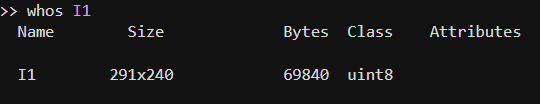 >> whos I1
Name Size Bytes Class Attributes
I1 291x240 69840 uint8